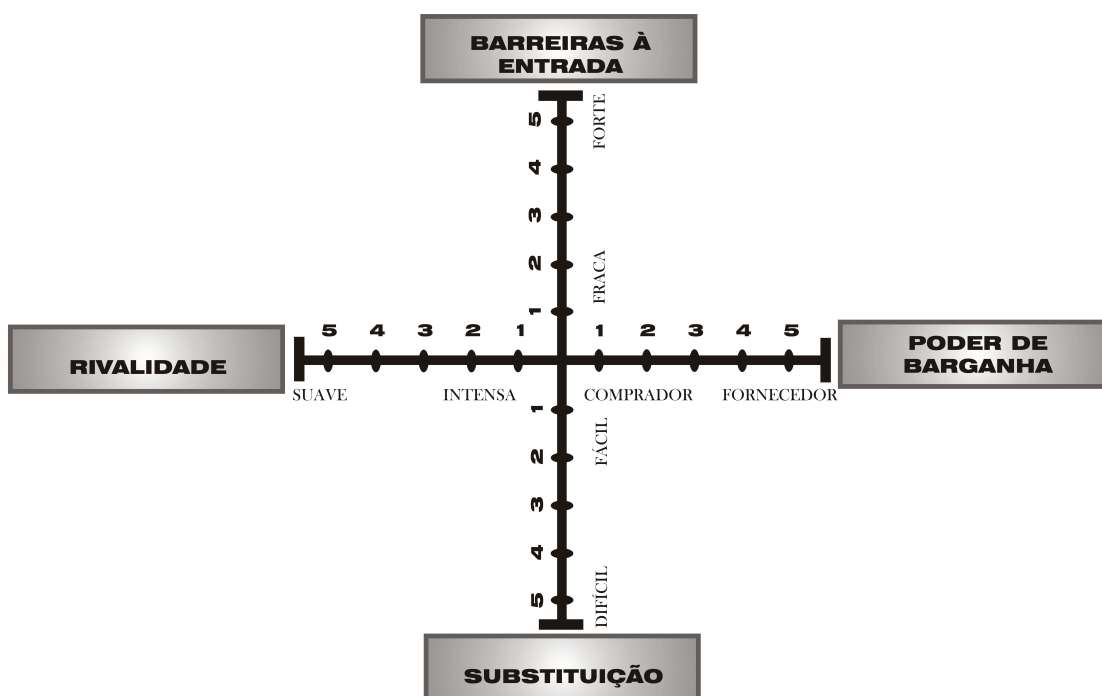 BARREIRAS À
ENTRADA
5
FORTE
4
3
2
FRACA
1
5 4 3 2 1
1 2 3 4 5
RIVALIDADE
PODER DE
BARGANHA
SUAVE
INTENSA
COMPRADOR
FORNECEDOR
1
FÁCIL
2
3
4
5
DIFÍCIL
SUBSTITUIÇÃO